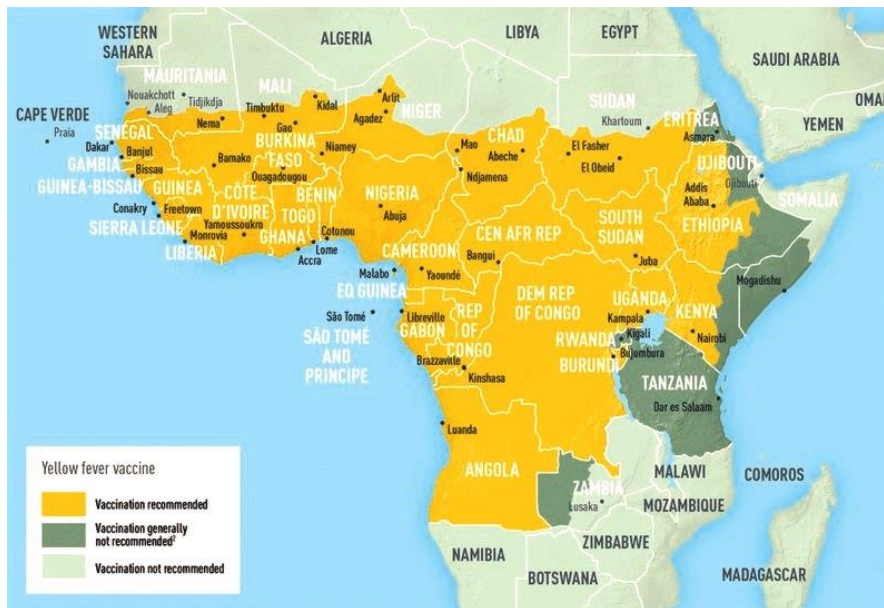 WESTERN
SAHARA
ALGERIA
LIBYA
EGYPT
SAUDI ARABIA
OMAN
YEMEN
MAURITANIA
Nouakchott
Aleg
Tidjikdja
MALI
Timbuktu
Kidal
Arlit
Agadez
NIGER
SUDAN
Khartoum
ERITREA
Asmara
CAPE VERDE
Praia
Nema
Gao
SENEGAL
Dakar
Banjul
GAMBIA
Bissau
GUINEA-BISSAU
BURKINA
FASO
Niamey
Bamako
Ouagadougou
CHAD
Mao
Abeche
Ndjamena
El Fasher
El Obeid
DJIBOUTI
Djibouti
SOMALIA
GUINEA
Conakry
Freetown
SIERRA LEONE
Monrovia
LIBERIA
CÔTE
D'IVOIRE
Yamoussoukro
BENIN
TOGO
GHANA
Cotonou
Lome
Accra
NIGERIA
Abuja
Addis
Ababa
ETHIOPIA
CEN AFR REP
SOUTH
SUDAN
CAMEROON
Bangui
Malabo
Yaoundé
Juba
EQ GUINEA
Mogadishu
DEM REP
OF CONGO
UGANDA
Kampala
KENYA
Nairobi
São Tomé
SÃO TOMÉ
AND
PRINCIPE
Libreville
GABON
REP
OF
CONGO
RWANDA
Kigali
Bujumbura
BURUNDI
Brazzaville
Kinshasa
TANZANIA
Dar es Salaam
Luanda
ANGOLA
ZAMBIA
Lusaka
MALAWI
COMOROS
MOZAMBIQUE
ZIMBABWE
NAMIBIA
BOTSWANA
MADAGASCAR
Yellow fever vaccine
Vaccination recommended
Vaccination generally
not recommended²
Vaccination not recommended